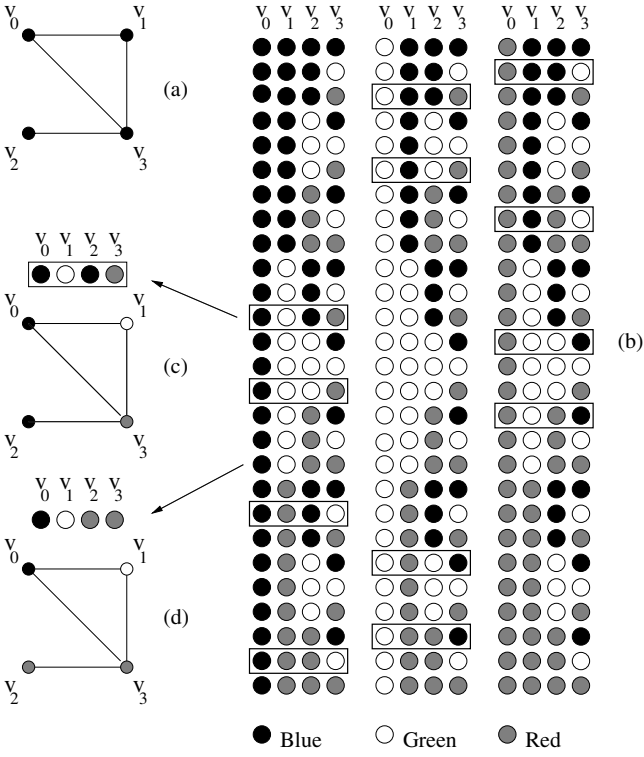 v0 v1
(a)
v2 v3
v0 v1 v2 v3
v0 v1 v2 v3
v0 v1 v2 v3
(b)
v0 v1 v2 v3
v0 v1
(c)
v2 v3
v0 v1 v2 v3
v0 v1
(d)
v2 v3
Blue Green Red